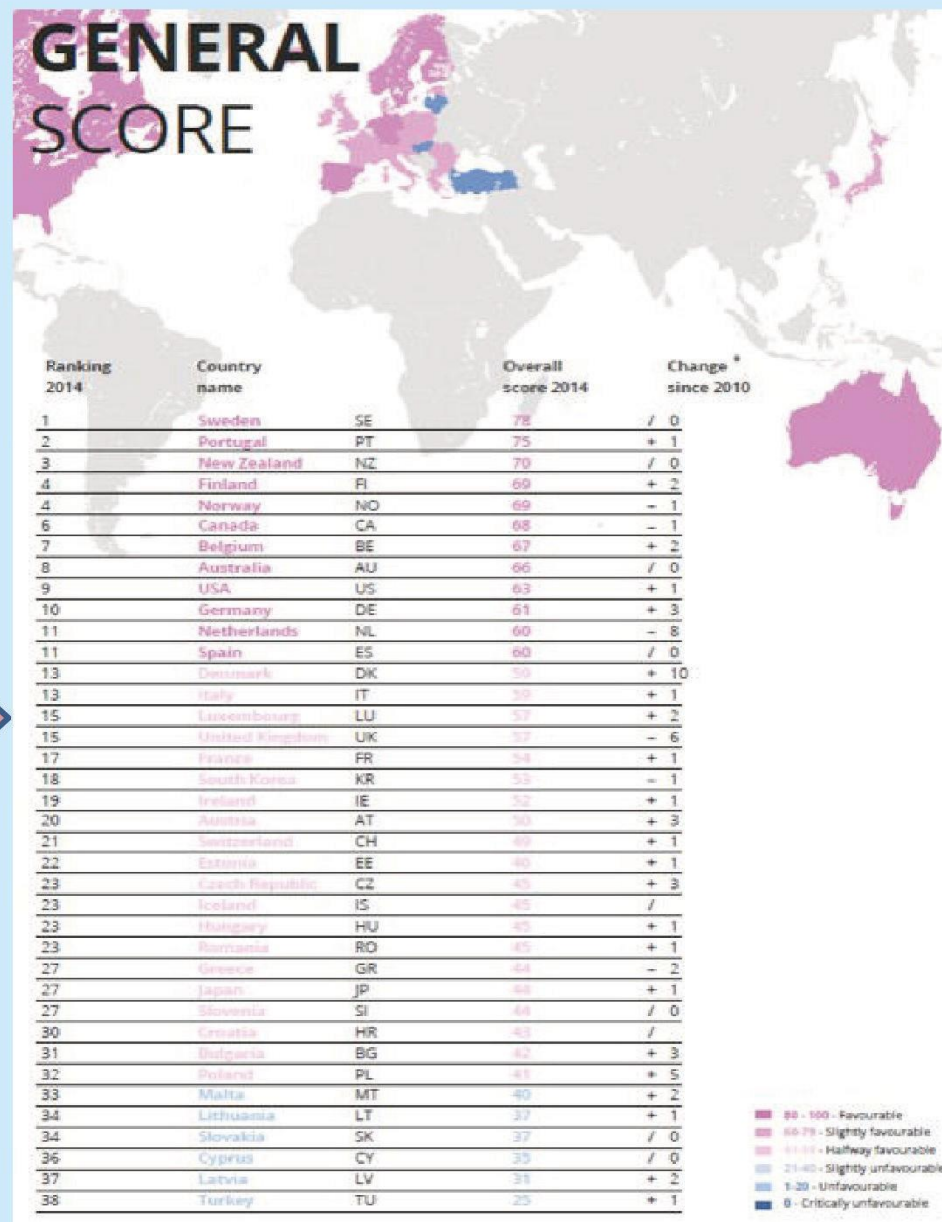 GENERAL
SCORE
Ranking 2014 Country name Overall score 2014 Change * since 2010
1 Sweden SE 78 / 0
2 Portugal PT 75 + 1
3 New Zealand NZ 70 / 0
4 Finland FI 69 + 2
4 Norway NO 69 – 1
6 Canada CA 68 – 1
7 Belgium BE 67 + 2
8 Australia AU 66 / 0
9 USA US 63 + 1
10 Germany DE 61 + 3
11 Netherlands NL 60 – 8
11 Spain ES 60 / 0
13 Denmark DK 59 + 10
13 Italy IT 59 + 1
15 Luxembourg LU 57 + 2
15 United Kingdom UK 57 – 6
17 France FR 54 + 1
18 South Korea KR 53 – 1
19 Ireland IE 52 + 1
20 Austria AT 50 + 3
21 Switzerland CH 49 + 1
22 Estonia EE + 1
23 Czech Republic CZ 45 + 3
23 Iceland IS 45 /
23 Hungary HU 45 + 1
23 Romania RO 45 + 1
27 Greece GR 44 – 2
27 Japan JP 44 + 1
27 Slovenia SI 44 / 0
30 Croatia HR 43 /
31 Bulgaria BG 42 + 3
32 Poland PL 41 + 5
33 Malta MT 40 + 2
34 Lithuania LT 37 + 1
34 Slovakia SK 37 / 0
36 Cyprus CY 35 / 0
37 Latvia LV 31 + 2
38 Turkey TU 25 + 1
80 - 100 - Favourable
60-79 - Slightly favourable
- Halfway favourable
21-40 - Slightly unfavourable
1-20 - Unfavourable
0 - Critically unfavourable